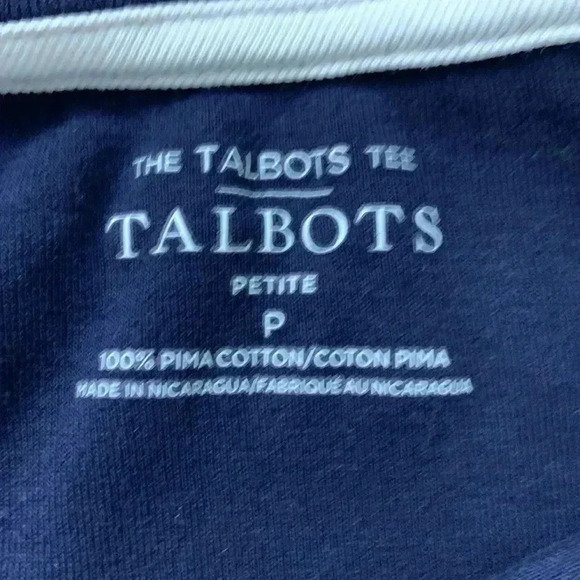 THE TALBOTS TEE
TALBOTS
PETITE
P
100% PIMA COTTON/COTON PIMA
MADE IN NICARAGUA/FABRIQUE AU NICARAGUA